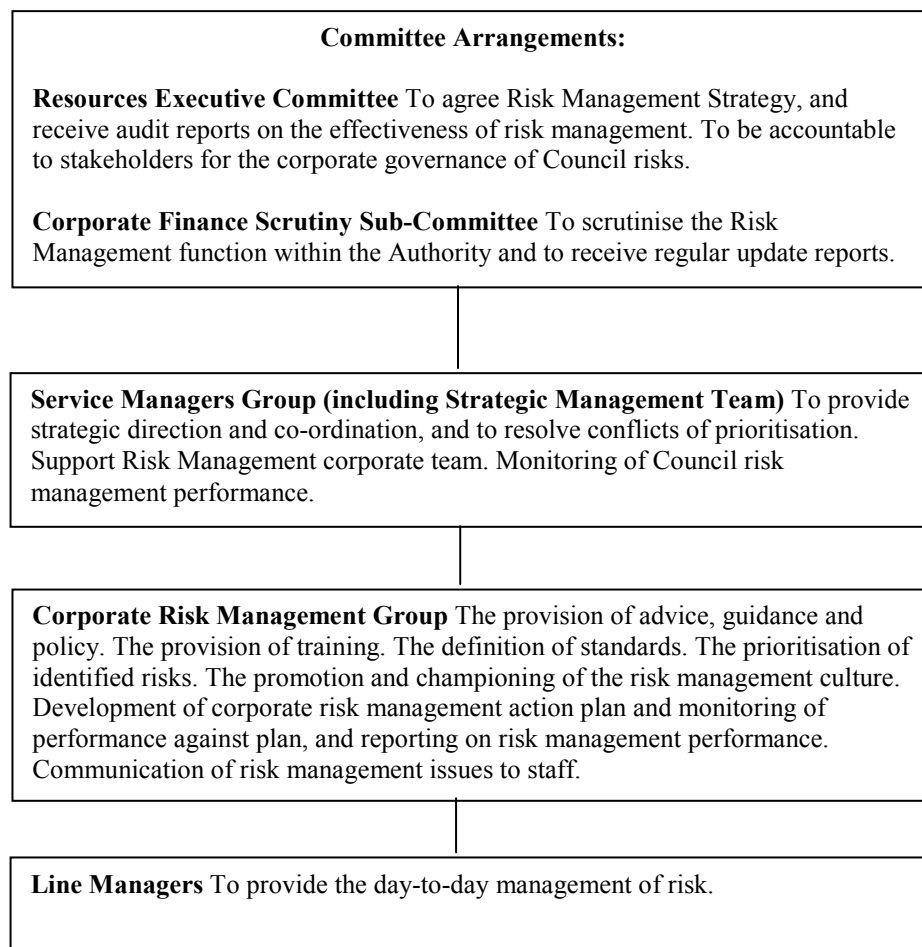 Committee Arrangements:
Resources Executive Committee To agree Risk Management Strategy, and
receive audit reports on the effectiveness of risk management. To be accountable
to stakeholders for the corporate governance of Council risks.
Corporate Finance Scrutiny Sub-Committee To scrutinise the Risk
Management function within the Authority and to receive regular update reports.
Service Managers Group (including Strategic Management Team) To provide
strategic direction and co-ordination, and to resolve conflicts of prioritisation.
Support Risk Management corporate team. Monitoring of Council risk
management performance.
Corporate Risk Management Group The provision of advice, guidance and
policy. The provision of training. The definition of standards. The prioritisation of
identified risks. The promotion and championing of the risk management culture.
Development of corporate risk management action plan and monitoring of
performance against plan, and reporting on risk management performance.
Communication of risk management issues to staff.
Line Managers To provide the day-to-day management of risk.